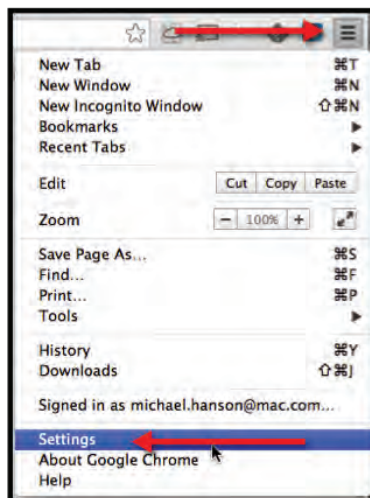 New Tab ⌘T
New Window ⌘N
New Incognito Window ⇧⌘N
Bookmarks ▶
Recent Tabs ▶
Edit Cut Copy Paste
Zoom − 100% +
Save Page As... ⌘S
Find... ⌘F
Print... ⌘P
Tools ▶
History ⌘Y
Downloads ⇧⌘J
Signed in as michael.hanson@mac.com...
Settings
About Google Chrome
Help